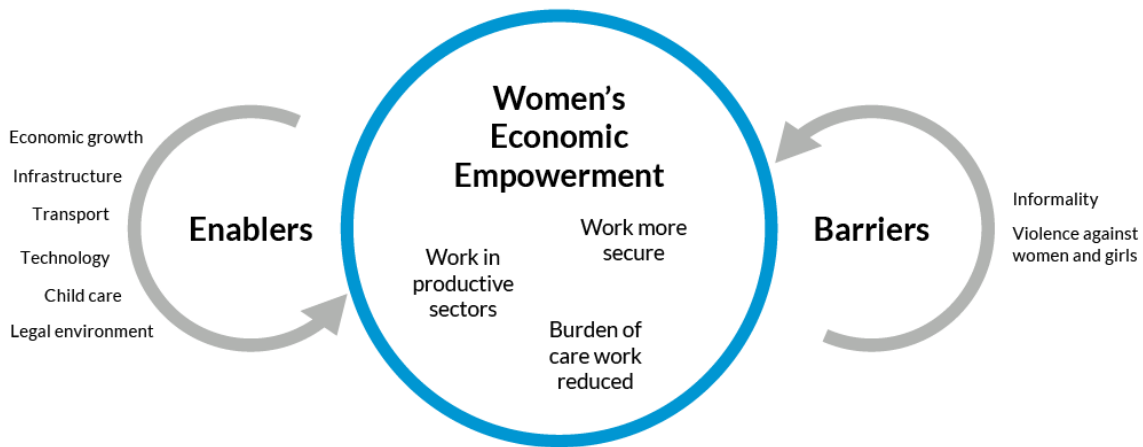 Women's
Economic
Empowerment
Work more
secure
Work in
productive
sectors
Burden of
care work
reduced
Enablers
Economic growth
Infrastructure
Transport
Technology
Child care
Legal environment
Barriers
Informality
Violence against
women and girls